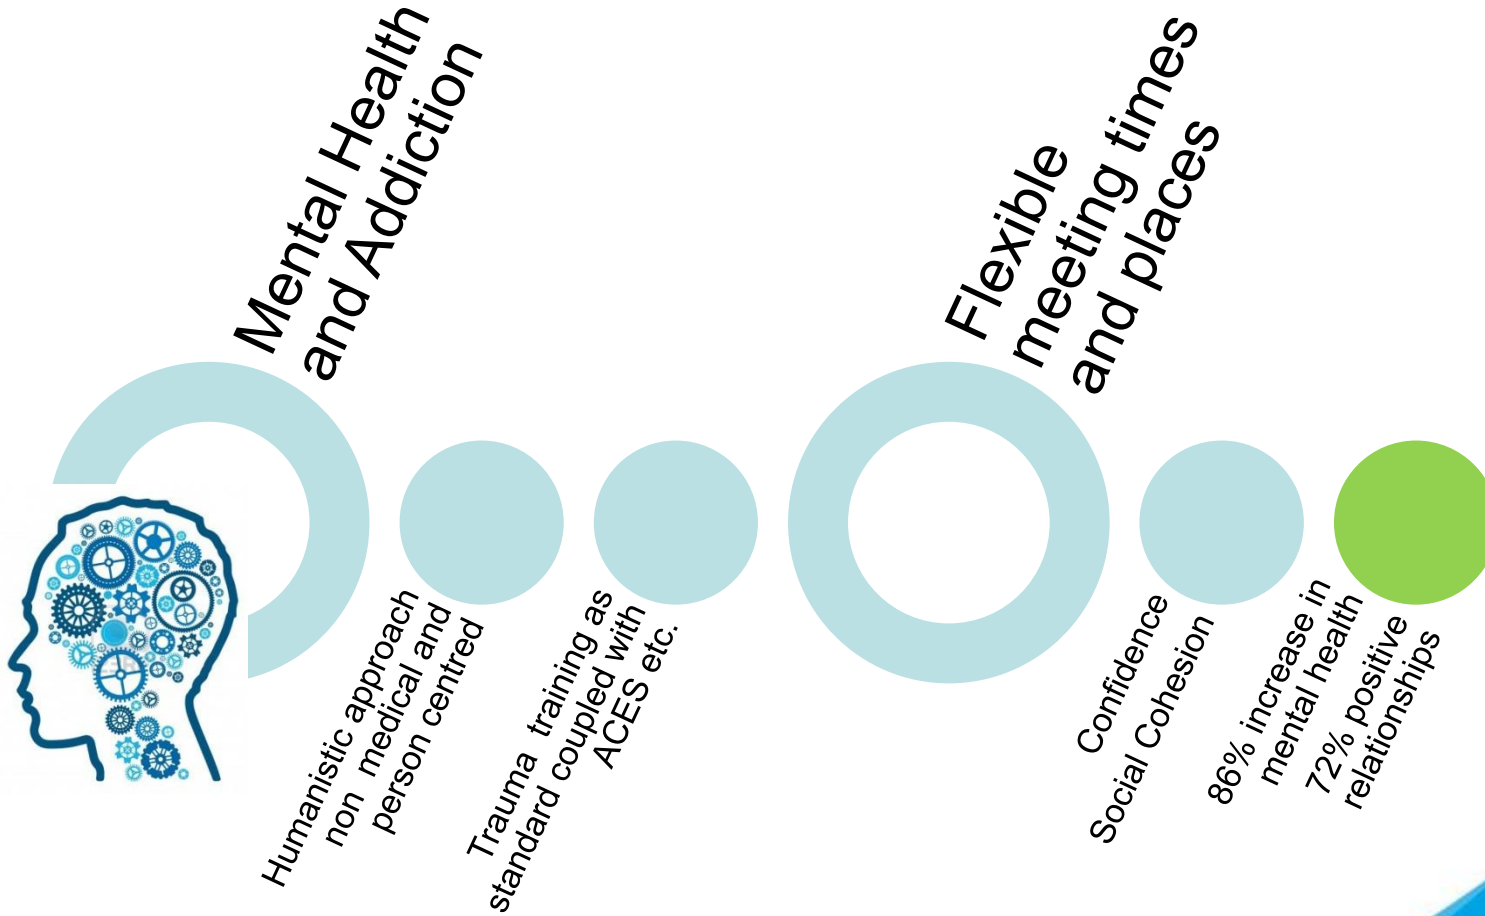 Mental Health
and Addiction
Humanistic approach
non medical and
person centred
Trauma training as
standard coupled with
ACES etc.
Flexible
meeting times
and places
Confidence
Social Cohesion
86% increase in
mental health
72% positive
relationships